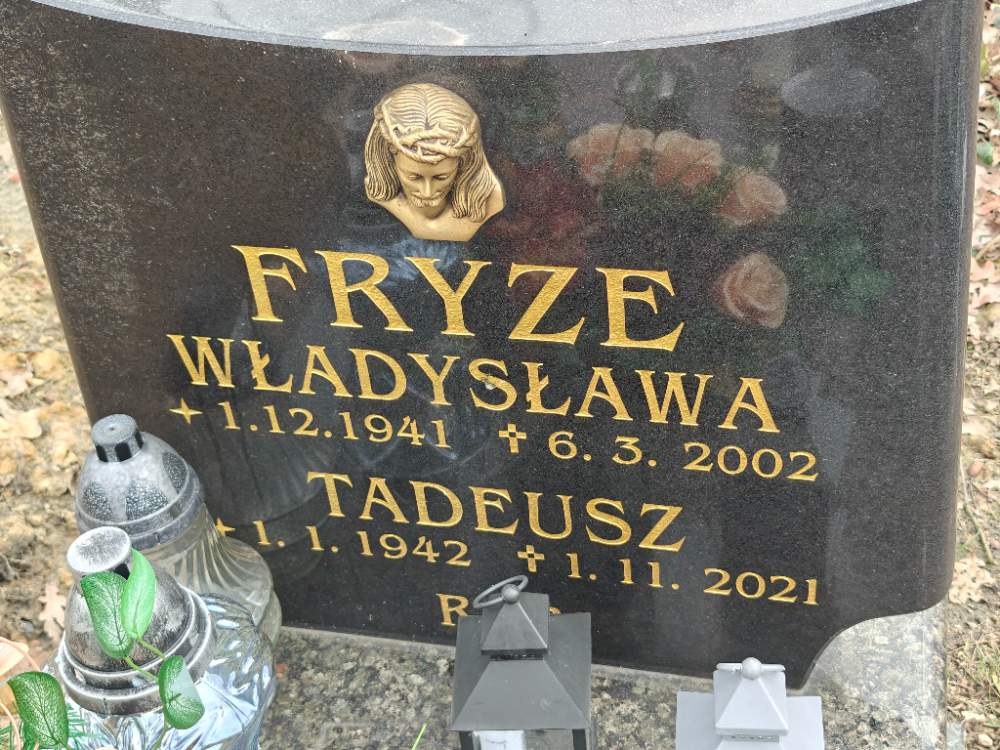 FRYZE
WŁADYSŁAWA
1.12.1941 6. 3. 2002
TADEUSZ
1. 1. 1942 1. 11. 2021